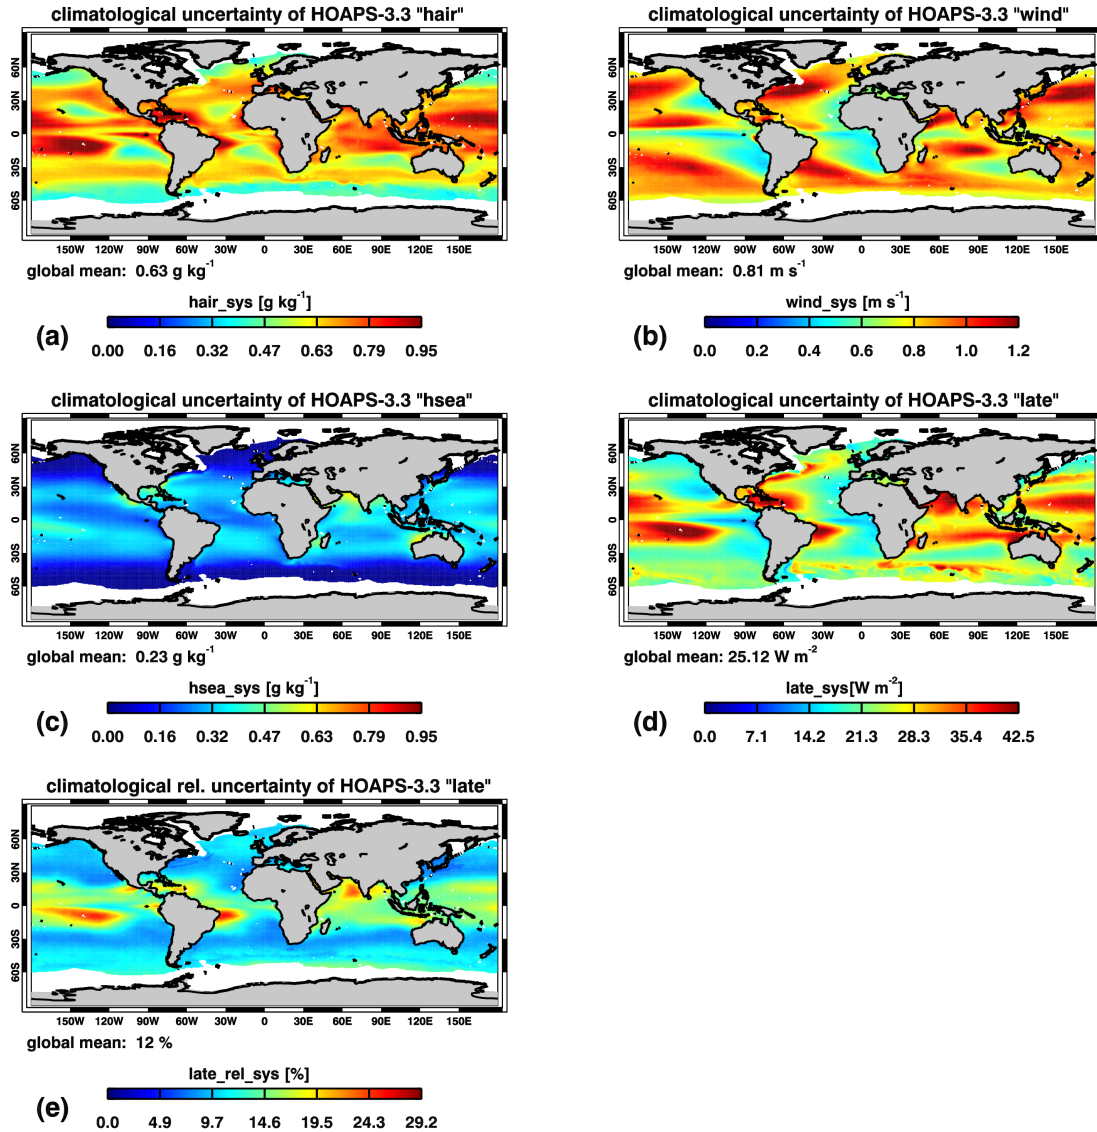 climatological uncertainty of HOAPS-3.3 "hair"
60N
30N
0
30S
60S
150W 120W 90W 60W 30W 0 30E 60E 90E 120E 150E
global mean: 0.63 g kg⁻¹
hair_sys [g kg⁻¹]
(a)
0.00 0.16 0.32 0.47 0.63 0.79 0.95
climatological uncertainty of HOAPS-3.3 "wind"
60N
30N
0
30S
60S
150W 120W 90W 60W 30W 0 30E 60E 90E 120E 150E
global mean: 0.81 m s⁻¹
wind_sys [m s⁻¹]
(b)
0.0 0.2 0.4 0.6 0.8 1.0 1.2
climatological uncertainty of HOAPS-3.3 "hsea"
60N
30N
0
30S
60S
150W 120W 90W 60W 30W 0 30E 60E 90E 120E 150E
global mean: 0.23 g kg⁻¹
hsea_sys [g kg⁻¹]
(c)
0.00 0.16 0.32 0.47 0.63 0.79 0.95
climatological uncertainty of HOAPS-3.3 "late"
60N
30N
0
30S
60S
150W 120W 90W 60W 30W 0 30E 60E 90E 120E 150E
global mean: 25.12 W m⁻²
late_sys[W m⁻²]
(d)
0.0 7.1 14.2 21.3 28.3 35.4 42.5
climatological rel. uncertainty of HOAPS-3.3 "late"
60N
30N
0
30S
60S
150W 120W 90W 60W 30W 0 30E 60E 90E 120E 150E
global mean: 12 %
late_rel_sys [%]
(e)
0.0 4.9 9.7 14.6 19.5 24.3 29.2